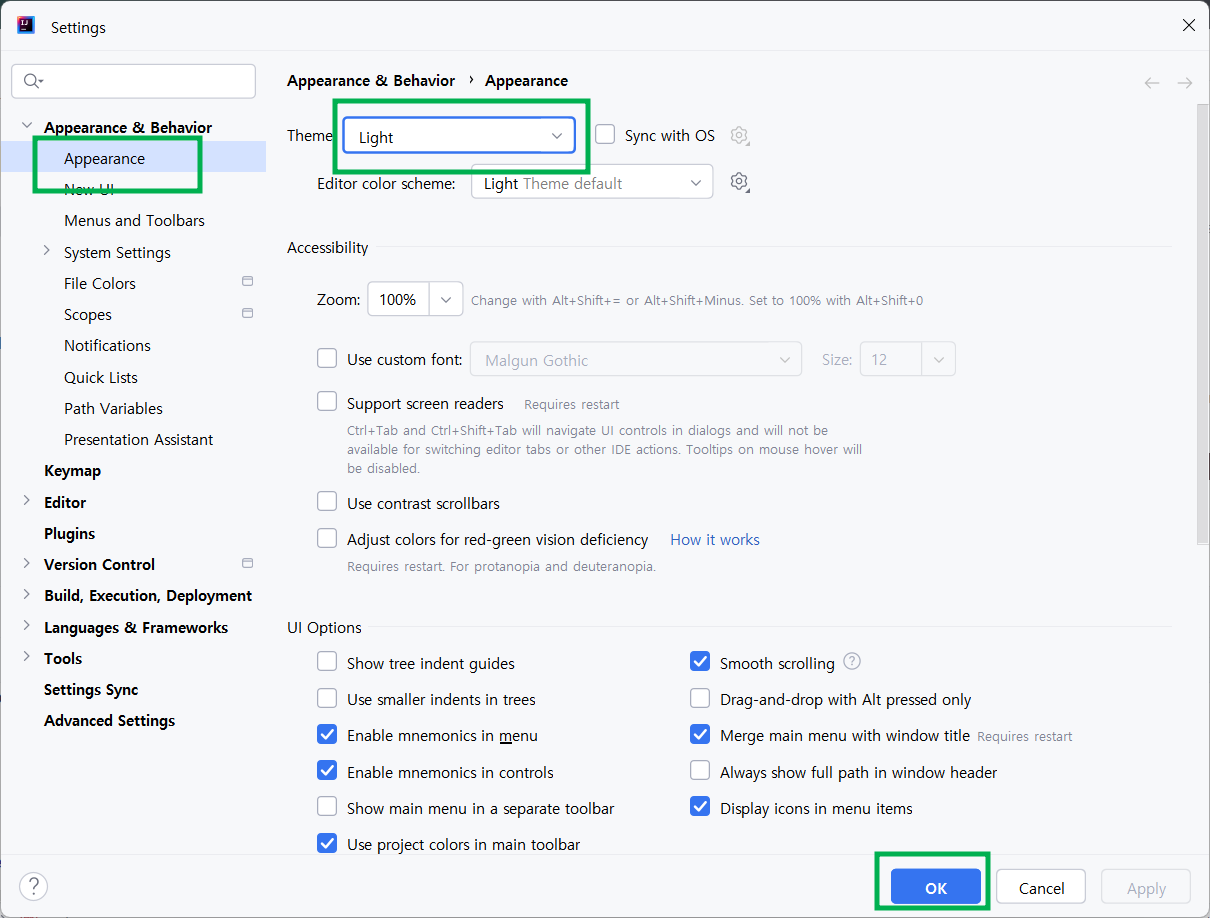 Settings
Appearance & Behavior › Appearance
Appearance & Behavior
Appearance
New UI
Menus and Toolbars
System Settings
File Colors
Scopes
Notifications
Quick Lists
Path Variables
Presentation Assistant
Keymap
Editor
Plugins
Version Control
Build, Execution, Deployment
Languages & Frameworks
Tools
Settings Sync
Advanced Settings
Theme Light Sync with OS
Editor color scheme: Light Theme default
Accessibility
Zoom: 100% Change with Alt+Shift+= or Alt+Shift+Minus. Set to 100% with Alt+Shift+0
Use custom font: Malgun Gothic Size: 12
Support screen readers Requires restart
Ctrl+Tab and Ctrl+Shift+Tab will navigate UI controls in dialogs and will not be
available for switching editor tabs or other IDE actions. Tooltips on mouse hover will
be disabled.
Use contrast scrollbars
Adjust colors for red-green vision deficiency How it works
Requires restart. For protanopia and deuteranopia.
UI Options
Show tree indent guides Smooth scrolling ?
Use smaller indents in trees Drag-and-drop with Alt pressed only
Enable mnemonics in menu Merge main menu with window title Requires restart
Enable mnemonics in controls Always show full path in window header
Show main menu in a separate toolbar Display icons in menu items
Use project colors in main toolbar
? OK Cancel Apply